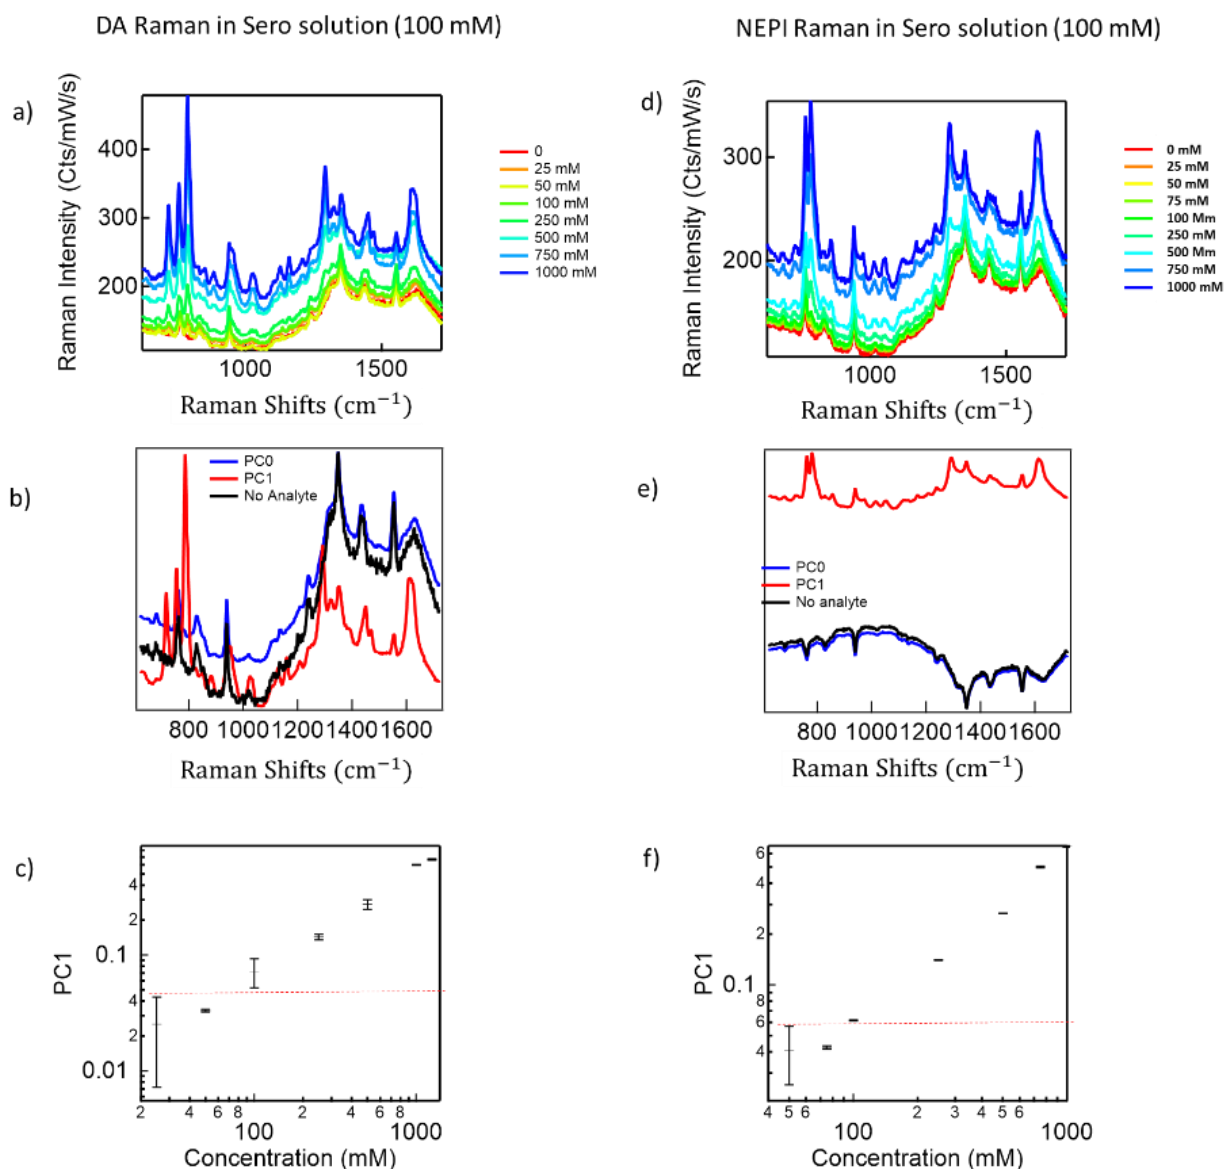 DA Raman in Sero solution (100 mM)
NEPI Raman in Sero solution (100 mM)
a)
Raman Intensity (Cts/mW/s)
400
300
200
1000
1500
Raman Shifts (cm⁻¹)
0
25 mM
50 mM
100 mM
250 mM
500 mM
750 mM
1000 mM
d)
Raman Intensity (Cts/mW/s)
300
200
1000
1500
Raman Shifts (cm⁻¹)
0 mM
25 mM
50 mM
75 mM
100 Mm
250 mM
500 Mm
750 mM
1000 mM
b)
PC0
PC1
No Analyte
800 1000 1200 1400 1600
Raman Shifts (cm⁻¹)
e)
PC0
PC1
No analyte
800 1000 1200 1400 1600
Raman Shifts (cm⁻¹)
c)
PC1
4
2
0.1
4
2
0.01
2 4 6 8 2 4 6
100 1000
Concentration (mM)
f)
PC1
6
4
2
0.1
8
6
4
4 5 6 8 2 3 4 5 6
100 1000
Concentration (mM)